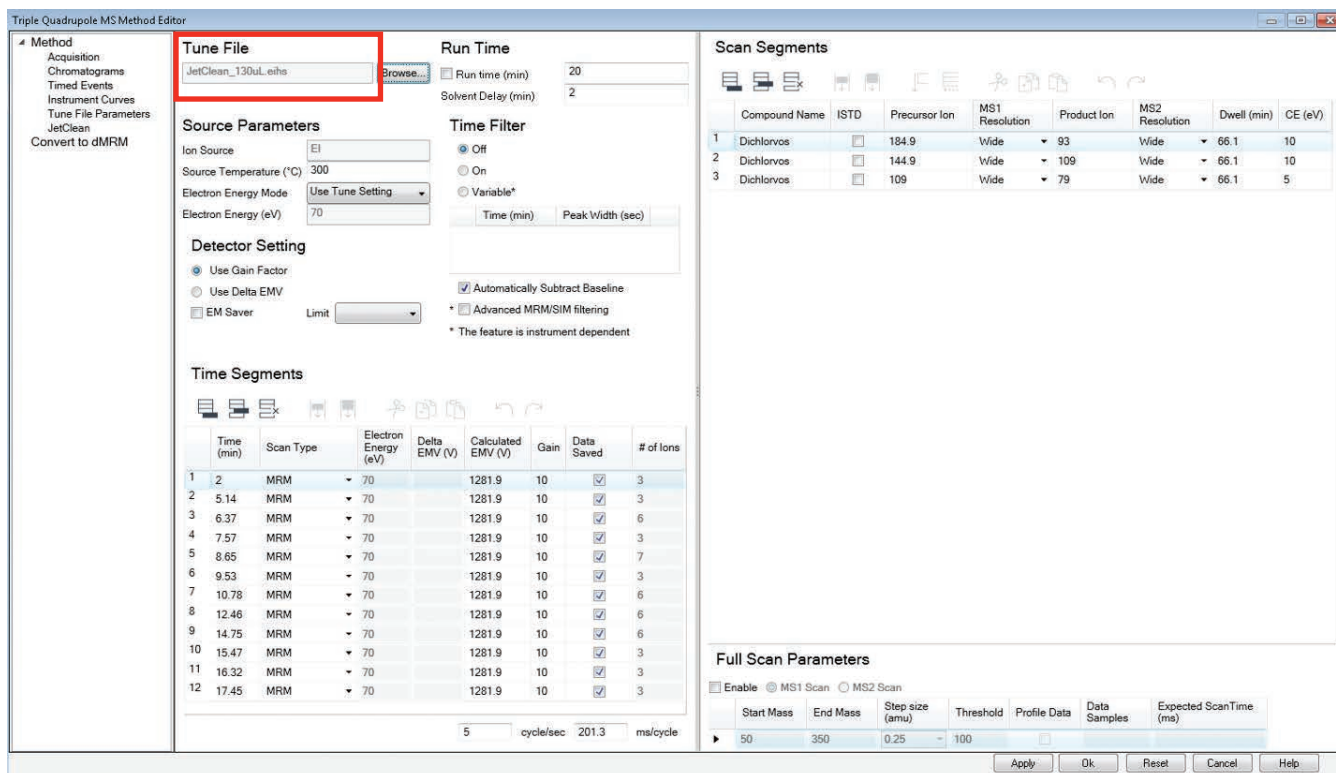 Triple Quadrupole MS Method Editor
Method
Acquisition
Chromatograms
Timed Events
Instrument Curves
Tune File Parameters
JetClean
Convert to dMRM
Tune File
JetClean_130uL.eihs Browse...
Run Time
Run time (min) 20
Solvent Delay (min) 2
Source Parameters
Ion Source EI
Source Temperature (°C) 300
Electron Energy Mode Use Tune Setting
Electron Energy (eV) 70
Time Filter
Off
On
Variable*
Time (min) Peak Width (sec)
Detector Setting
Use Gain Factor
Use Delta EMV
EM Saver Limit
Automatically Subtract Baseline
* Advanced MRM/SIM filtering
* The feature is instrument dependent
Time Segments
Time (min) Scan Type Electron Energy (eV) Delta EMV (V) Calculated EMV (V) Gain Data Saved # of Ions
1 2 MRM 70 1281.9 10 3
2 5.14 MRM 70 1281.9 10 3
3 6.37 MRM 70 1281.9 10 6
4 7.57 MRM 70 1281.9 10 3
5 8.65 MRM 70 1281.9 10 7
6 9.53 MRM 70 1281.9 10 3
7 10.78 MRM 70 1281.9 10 6
8 12.46 MRM 70 1281.9 10 6
9 14.75 MRM 70 1281.9 10 6
10 15.47 MRM 70 1281.9 10 3
11 16.32 MRM 70 1281.9 10 3
12 17.45 MRM 70 1281.9 10 3
5 cycle/sec 201.3 ms/cycle
Scan Segments
Compound Name ISTD Precursor Ion MS1 Resolution Product Ion MS2 Resolution Dwell (min) CE (eV)
1 Dichlorvos 184.9 Wide 93 Wide 66.1 10
2 Dichlorvos 144.9 Wide 109 Wide 66.1 10
3 Dichlorvos 109 Wide 79 Wide 66.1 5
Full Scan Parameters
Enable MS1 Scan MS2 Scan
Start Mass End Mass Step size (amu) Threshold Profile Data Data Samples Expected ScanTime (ms)
50 350 0.25 100
Apply Ok Reset Cancel Help